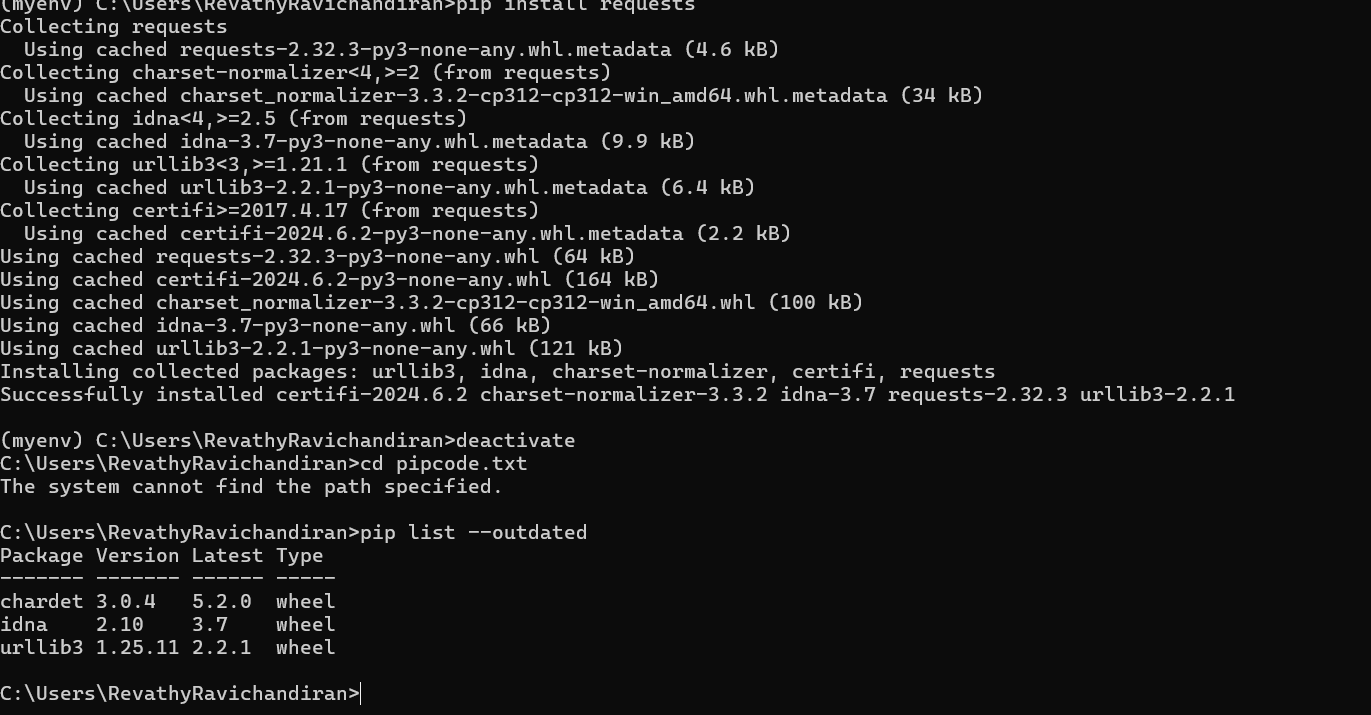 (myenv) C:\Users\RevathyRavichandiran>pip install requests
Collecting requests
  Using cached requests-2.32.3-py3-none-any.whl.metadata (4.6 kB)
Collecting charset-normalizer<4,>=2 (from requests)
  Using cached charset_normalizer-3.3.2-cp312-cp312-win_amd64.whl.metadata (34 kB)
Collecting idna<4,>=2.5 (from requests)
  Using cached idna-3.7-py3-none-any.whl.metadata (9.9 kB)
Collecting urllib3<3,>=1.21.1 (from requests)
  Using cached urllib3-2.2.1-py3-none-any.whl.metadata (6.4 kB)
Collecting certifi>=2017.4.17 (from requests)
  Using cached certifi-2024.6.2-py3-none-any.whl.metadata (2.2 kB)
Using cached requests-2.32.3-py3-none-any.whl (64 kB)
Using cached certifi-2024.6.2-py3-none-any.whl (164 kB)
Using cached charset_normalizer-3.3.2-cp312-cp312-win_amd64.whl (100 kB)
Using cached idna-3.7-py3-none-any.whl (66 kB)
Using cached urllib3-2.2.1-py3-none-any.whl (121 kB)
Installing collected packages: urllib3, idna, charset-normalizer, certifi, requests
Successfully installed certifi-2024.6.2 charset-normalizer-3.3.2 idna-3.7 requests-2.32.3 urllib3-2.2.1

(myenv) C:\Users\RevathyRavichandiran>deactivate
C:\Users\RevathyRavichandiran>cd pipcode.txt
The system cannot find the path specified.

C:\Users\RevathyRavichandiran>pip list --outdated
Package Version Latest Type
------- ------- ------ -----
chardet 3.0.4   5.2.0  wheel
idna    2.10    3.7    wheel
urllib3 1.25.11 2.2.1  wheel

C:\Users\RevathyRavichandiran>